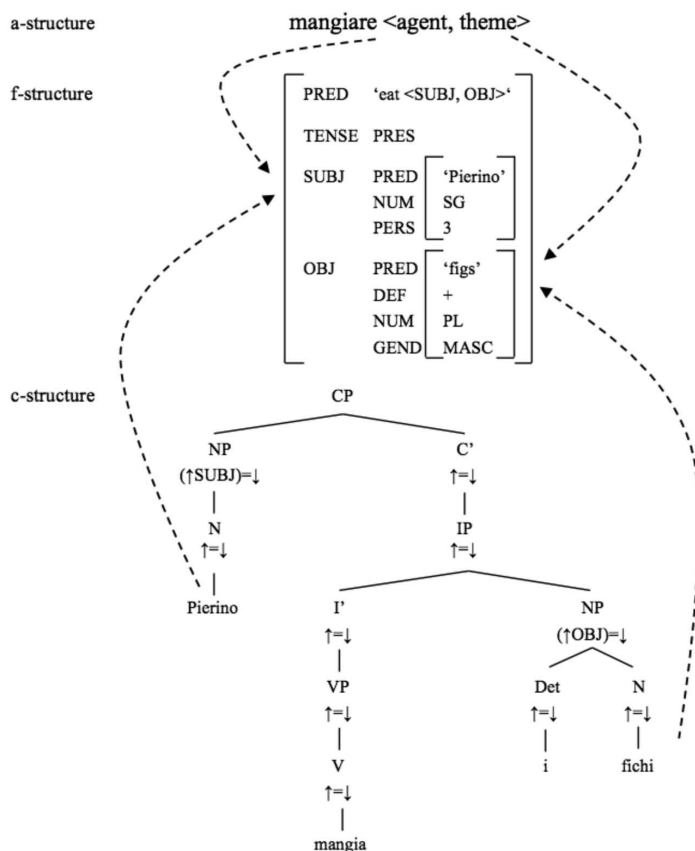 a-structure mangiare <agent, theme>
f-structure PRED ‘eat <SUBJ, OBJ>‘
TENSE PRES
SUBJ PRED ‘Pierino’
NUM SG
PERS 3
OBJ PRED ‘figs’
DEF +
NUM PL
GEND MASC
c-structure CP
NP C’
(↑SUBJ)=↓ ↑=↓
N IP
↑=↓ ↑=↓
Pierino I’ NP
↑=↓ (↑OBJ)=↓
VP Det N
↑=↓ ↑=↓ ↑=↓
V i fichi
↑=↓
mangia